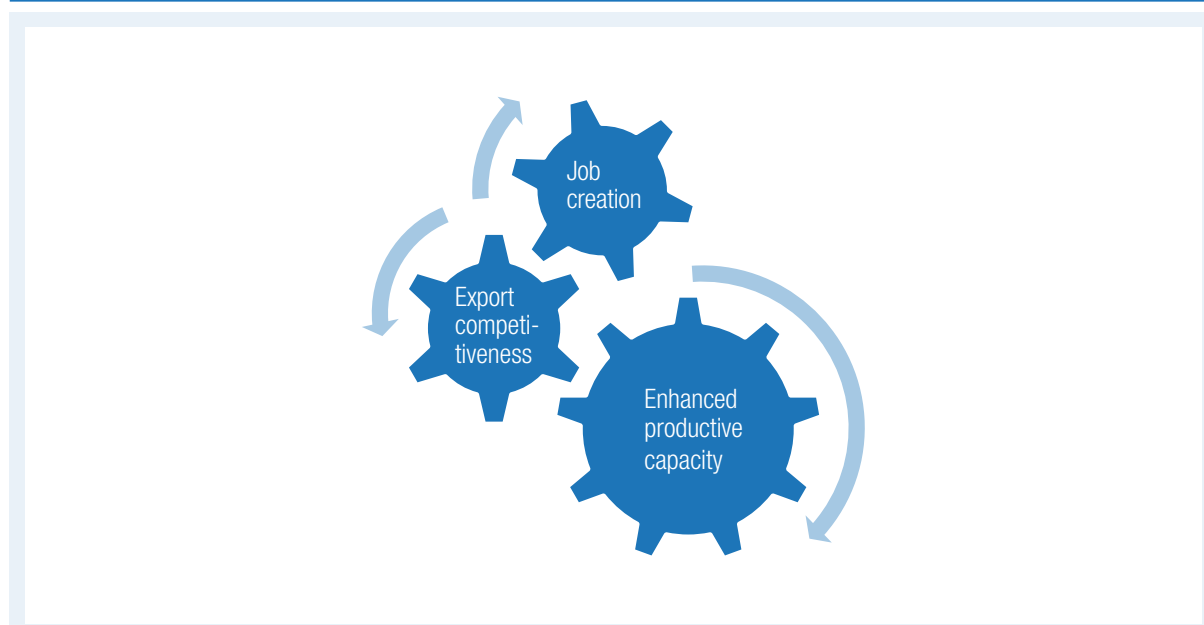 Job
creation
Export
competi-
tiveness
Enhanced
productive
capacity